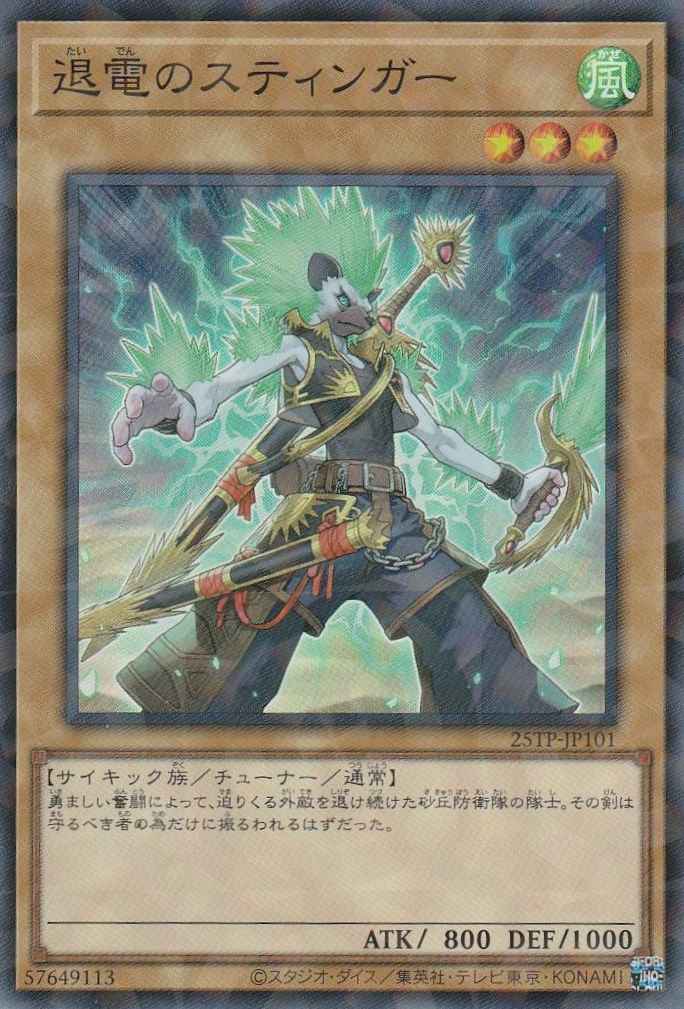 退電のスティンガー
風
25TP-JP101
【サイキック族／チューナー／通常】
勇ましい奮闘によって、迫りくる外敵を退け続けた砂丘防衛隊の隊士。その剣は
守るべき者の為だけに振るわれるはずだった。
ATK/ 800 DEF/1000
57649113
©スタジオ・ダイス／集英社・テレビ東京・KONAMI